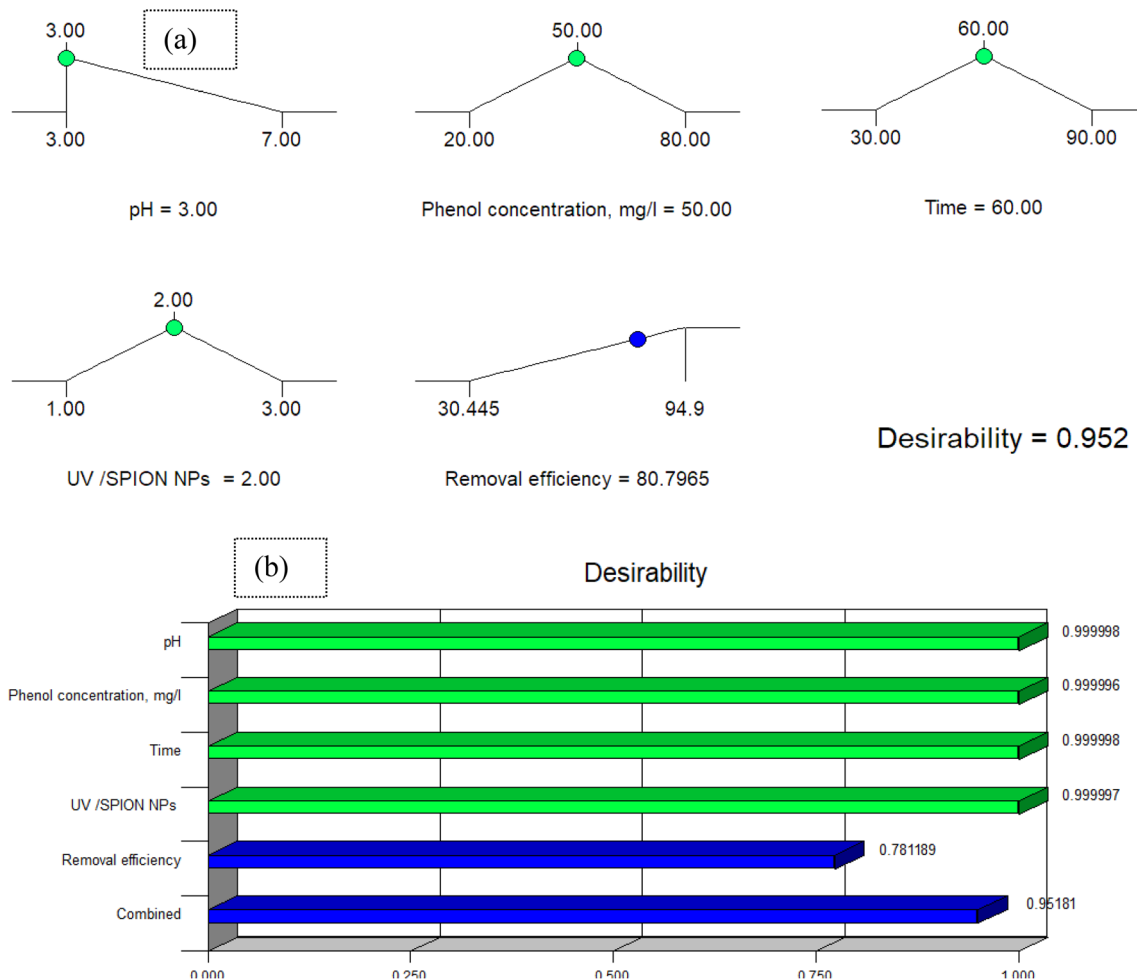 3.00
(a)
50.00
60.00
3.00
7.00
20.00
80.00
30.00
90.00
pH = 3.00
Phenol concentration, mg/l = 50.00
Time = 60.00
2.00
1.00
3.00
30.445
94.9
Desirability = 0.952
UV /SPION NPs = 2.00
Removal efficiency = 80.7965
(b)
Desirability
pH
0.999998
Phenol concentration, mg/l
0.999996
Time
0.999998
UV /SPION NPs
0.999997
Removal efficiency
0.781189
Combined
0.95181
0.000
0.250
0.500
0.750
1.000